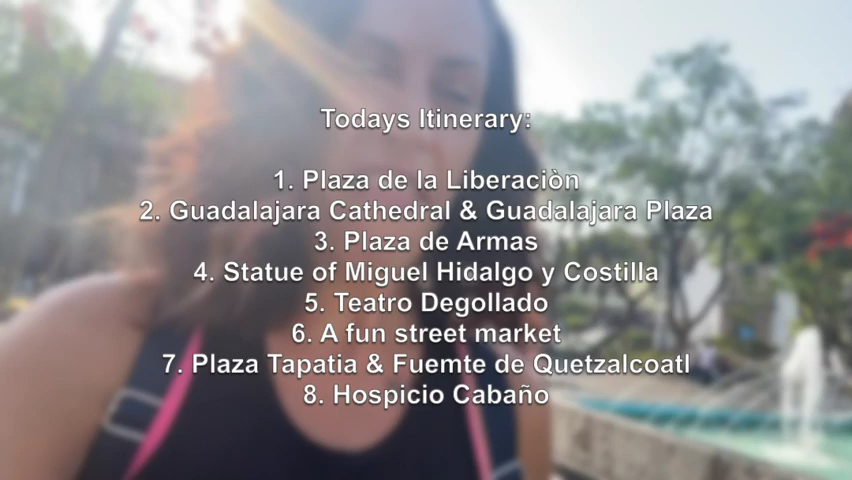 Todays Itinerary:
1. Plaza de la Liberaciòn
2. Guadalajara Cathedral & Guadalajara Plaza
3. Plaza de Armas
4. Statue of Miguel Hidalgo y Costilla
5. Teatro Degollado
6. A fun street market
7. Plaza Tapatia & Fuemte de Quetzalcoatl
8. Hospicio Cabaño